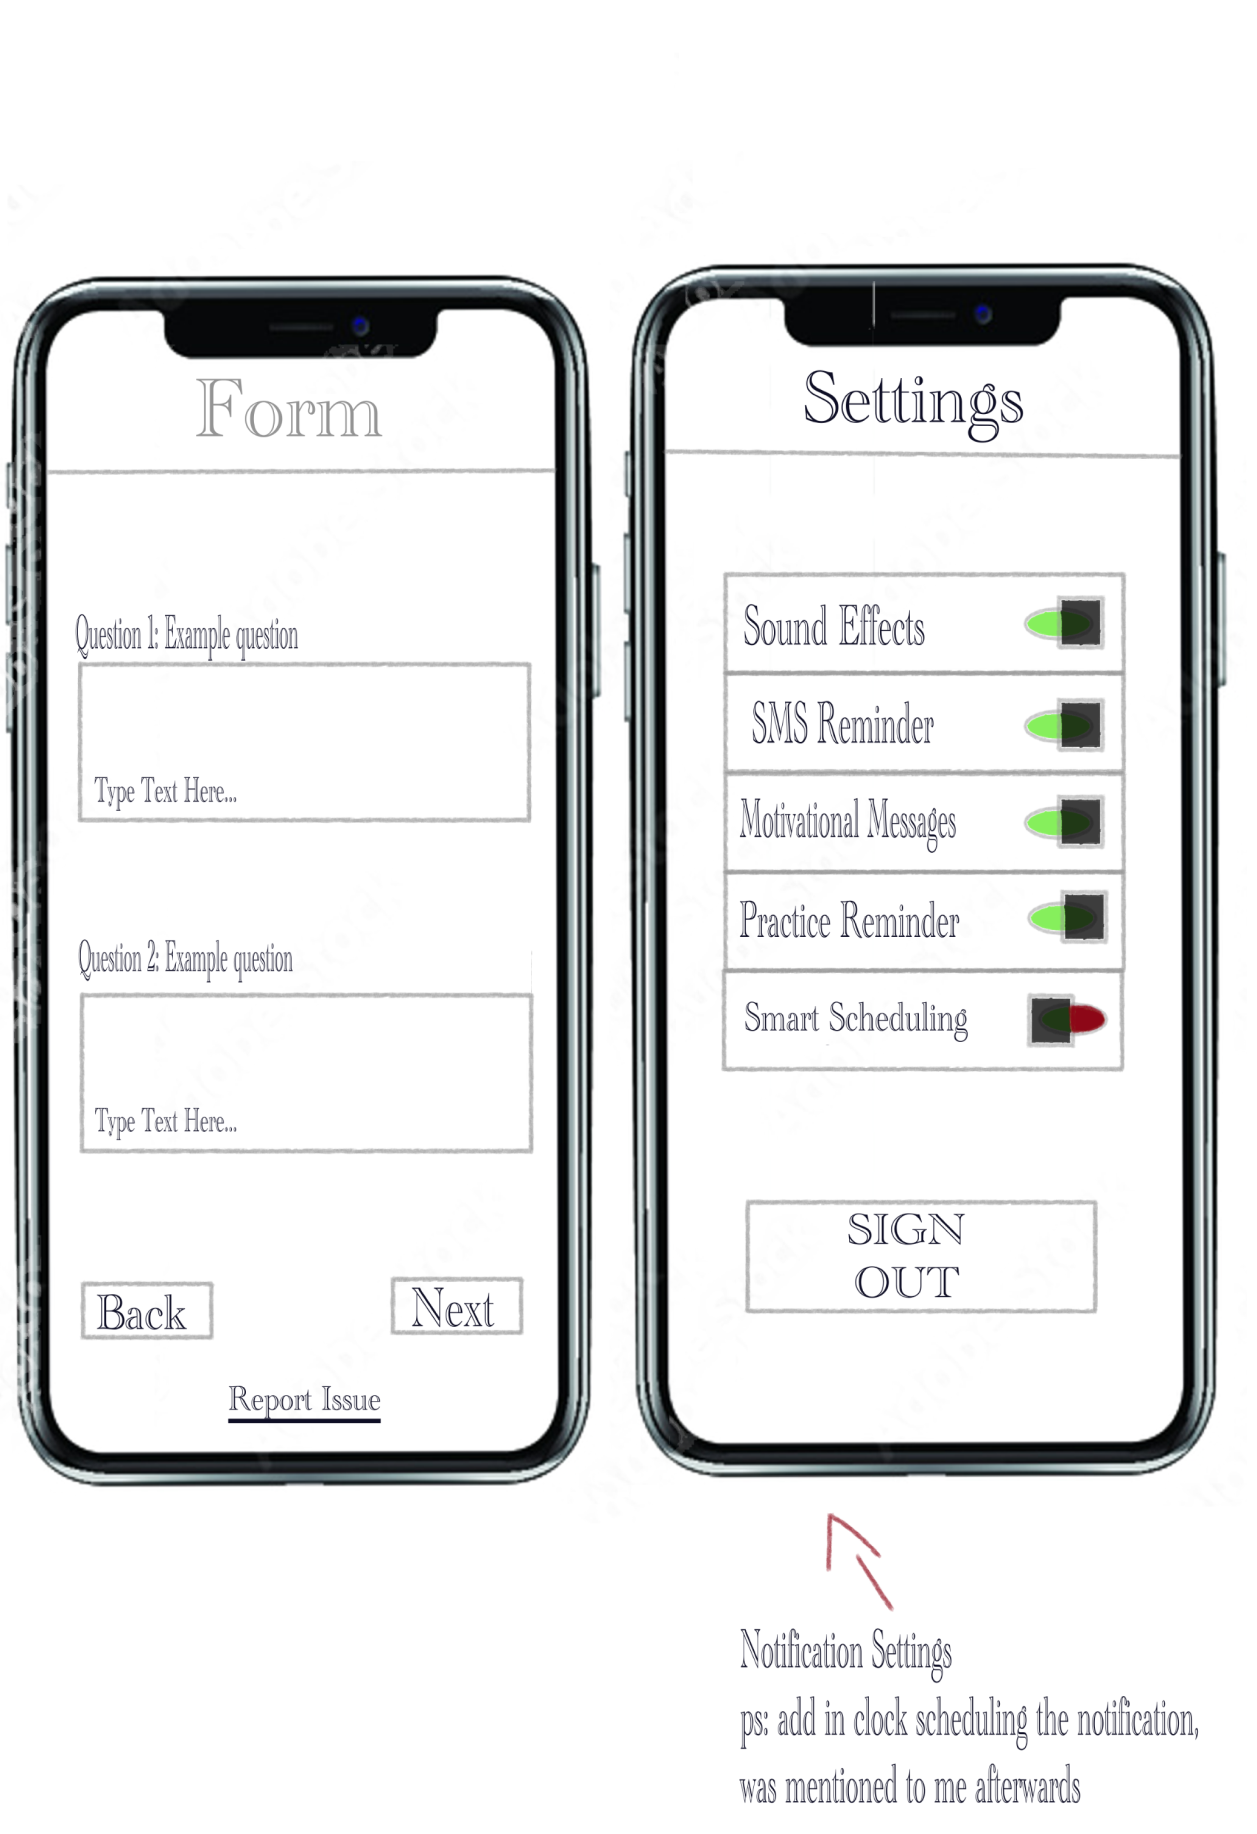 Form
Question 1: Example question
Type Text Here...
Question 2: Example question
Type Text Here...
Back
Next
Report Issue
Settings
Sound Effects
SMS Reminder
Motivational Messages
Practice Reminder
Smart Scheduling
SIGN
OUT
Notification Settings
ps: add in clock scheduling the notification,
was mentioned to me afterwards